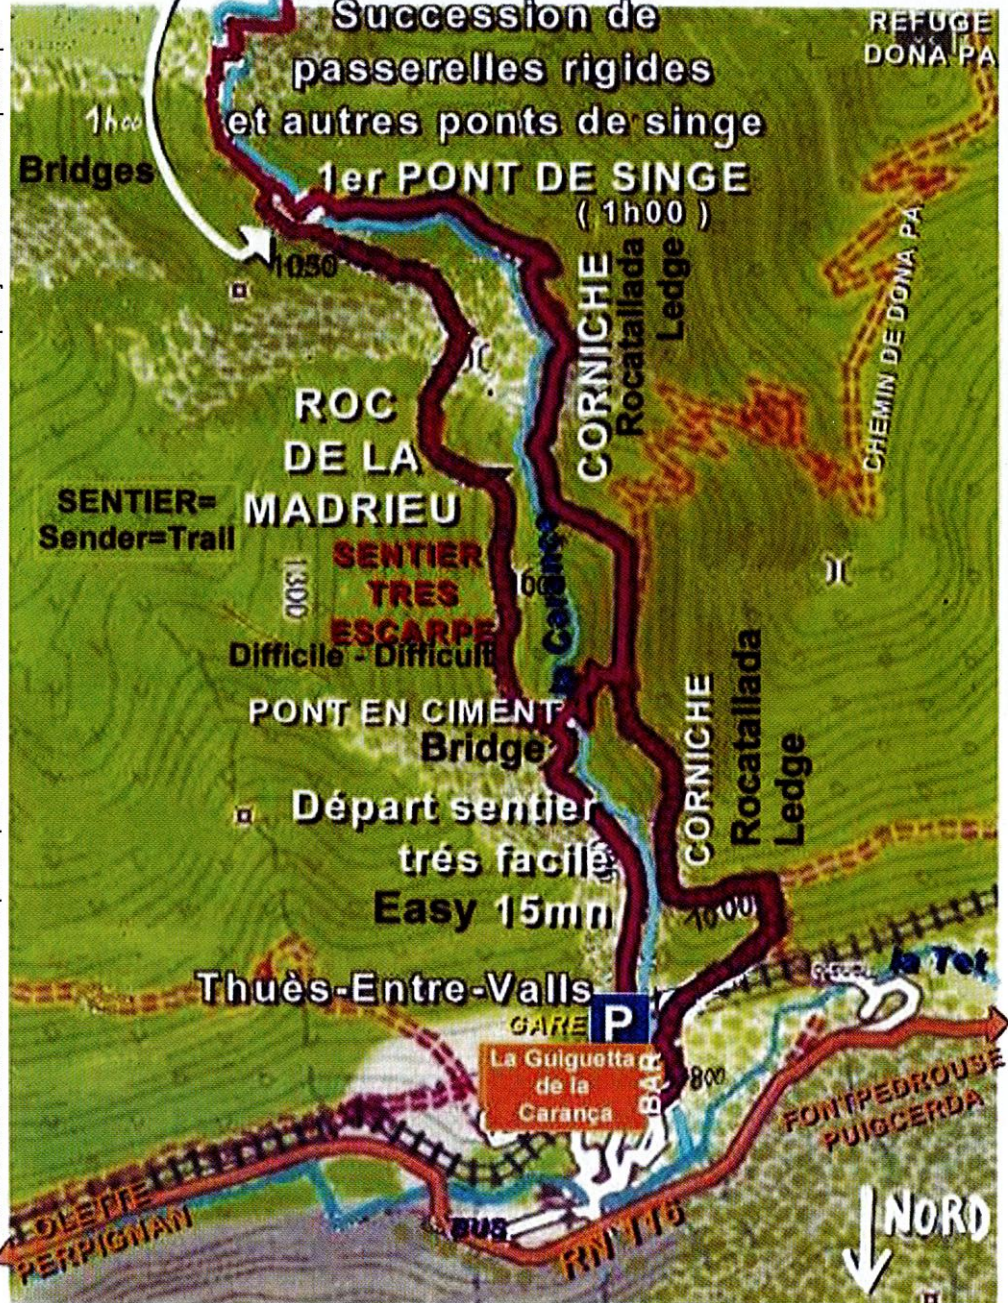 Succession de
passerelles rigides
et autres ponts de singe
REFUGE
DONA PA
1h00
Bridges
1er PONT DE SINGE
( 1h00 )
1050
CORNICHE
Rocatallada
Ledge
CHEMIN DE DONA PA
ROC
DE LA
MADRIEU
SENTIER=
Sender=Trail
1300
SENTIER
TRES
ESCARPE
Difficile - Difficult
PONT EN CIMENT
Bridge
CORNICHE
Rocatallada
Ledge
Départ sentier
trés facile
Easy 15mn
1000
Thuès-Entre-Valls
GARE
P
la Tet
La Guiguetta
de la
Carança
BAR
800
FONTPEDROUSE
PUIGCERDA
OLETTE
PERPIGNAN
BUS
RN 116
NORD